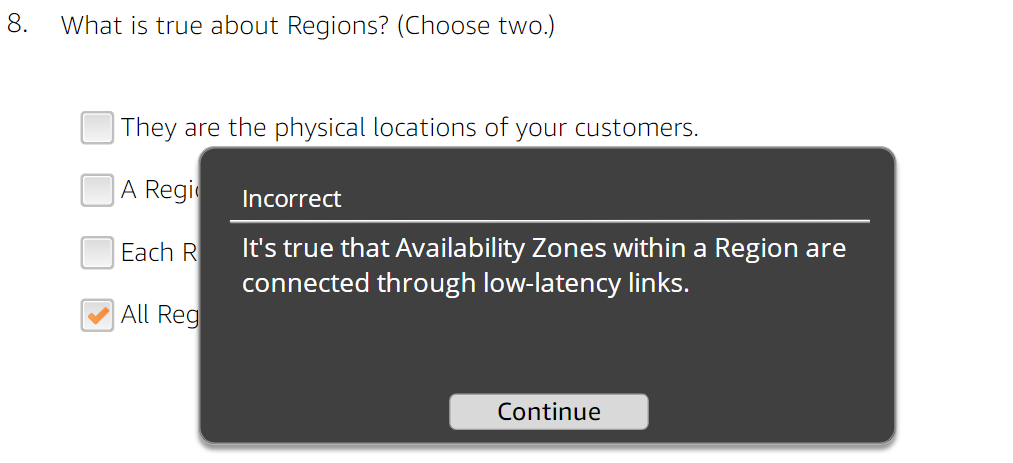 8. What is true about Regions? (Choose two.)
They are the physical locations of your customers.
A Regi
Incorrect
Each R
It's true that Availability Zones within a Region are
connected through low-latency links.
All Reg
Continue